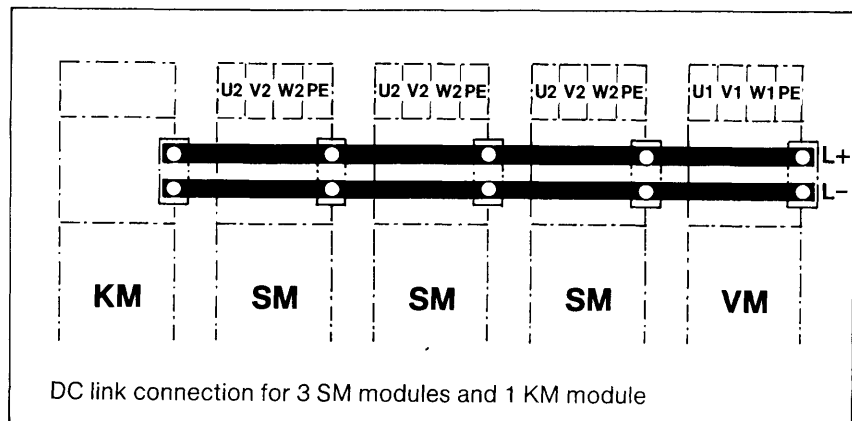 U2 V2 W2 PE U2 V2 W2 PE U2 V2 W2 PE U1 V1 W1 PE
L+
L−
KM SM SM SM VM
DC link connection for 3 SM modules and 1 KM module